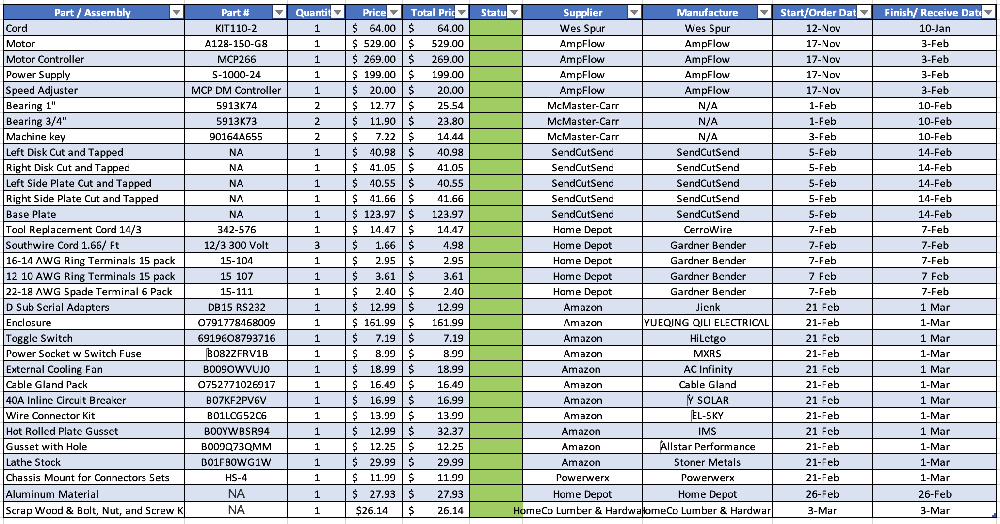 Part / Assembly Part # Quantit Price Total Pric Statu Supplier Manufacture Start/Order Dat Finish/ Receive Date
Cord KIT110-2 1 $ 64.00 $ 64.00 Wes Spur Wes Spur 12-Nov 10-Jan
Motor A128-150-G8 1 $ 529.00 $ 529.00 AmpFlow AmpFlow 17-Nov 3-Feb
Motor Controller MCP266 1 $ 269.00 $ 269.00 AmpFlow AmpFlow 17-Nov 3-Feb
Power Supply S-1000-24 1 $ 199.00 $ 199.00 AmpFlow AmpFlow 17-Nov 3-Feb
Speed Adjuster MCP DM Controller 1 $ 20.00 $ 20.00 AmpFlow AmpFlow 17-Nov 3-Feb
Bearing 1" 5913K74 2 $ 12.77 $ 25.54 McMaster-Carr N/A 1-Feb 10-Feb
Bearing 3/4" 5913K73 2 $ 11.90 $ 23.80 McMaster-Carr N/A 1-Feb 10-Feb
Machine key 90164A655 2 $ 7.22 $ 14.44 McMaster-Carr N/A 3-Feb 10-Feb
Left Disk Cut and Tapped NA 1 $ 40.98 $ 40.98 SendCutSend SendCutSend 5-Feb 14-Feb
Right Disk Cut and Tapped NA 1 $ 41.05 $ 41.05 SendCutSend SendCutSend 5-Feb 14-Feb
Left Side Plate Cut and Tapped NA 1 $ 40.55 $ 40.55 SendCutSend SendCutSend 5-Feb 14-Feb
Right Side Plate Cut and Tapped NA 1 $ 41.66 $ 41.66 SendCutSend SendCutSend 5-Feb 14-Feb
Base Plate NA 1 $ 123.97 $ 123.97 SendCutSend SendCutSend 5-Feb 14-Feb
Tool Replacement Cord 14/3 342-576 1 $ 14.47 $ 14.47 Home Depot CerroWire 7-Feb 7-Feb
Southwire Cord 1.66/ Ft 12/3 300 Volt 3 $ 1.66 $ 4.98 Home Depot Gardner Bender 7-Feb 7-Feb
16-14 AWG Ring Terminals 15 pack 15-104 1 $ 2.95 $ 2.95 Home Depot Gardner Bender 7-Feb 7-Feb
12-10 AWG Ring Terminals 15 pack 15-107 1 $ 3.61 $ 3.61 Home Depot Gardner Bender 7-Feb 7-Feb
22-18 AWG Spade Terminal 6 Pack 15-111 1 $ 2.40 $ 2.40 Home Depot Gardner Bender 7-Feb 7-Feb
D-Sub Serial Adapters DB15 RS232 1 $ 12.99 $ 12.99 Amazon Jienk 21-Feb 1-Mar
Enclosure O791778468009 1 $ 161.99 $ 161.99 Amazon YUEQING QILI ELECTRICAL 21-Feb 1-Mar
Toggle Switch 69196O8793716 1 $ 7.19 $ 7.19 Amazon HiLetgo 21-Feb 1-Mar
Power Socket w Switch Fuse B082ZFRV1B 1 $ 8.99 $ 8.99 Amazon MXRS 21-Feb 1-Mar
External Cooling Fan B009OWVUJ0 1 $ 18.99 $ 18.99 Amazon AC Infinity 21-Feb 1-Mar
Cable Gland Pack O752771026917 1 $ 16.49 $ 16.49 Amazon Cable Gland 21-Feb 1-Mar
40A Inline Circuit Breaker B07KF2PV6V 1 $ 16.99 $ 16.99 Amazon Y-SOLAR 21-Feb 1-Mar
Wire Connector Kit B01LCG52C6 1 $ 13.99 $ 13.99 Amazon EL-SKY 21-Feb 1-Mar
Hot Rolled Plate Gusset B00YWBSR94 1 $ 12.99 $ 32.37 Amazon IMS 21-Feb 1-Mar
Gusset with Hole B009Q73QMM 1 $ 12.25 $ 12.25 Amazon Allstar Performance 21-Feb 1-Mar
Lathe Stock B01F80WG1W 1 $ 29.99 $ 29.99 Amazon Stoner Metals 21-Feb 1-Mar
Chassis Mount for Connectors Sets HS-4 1 $ 11.99 $ 11.99 Powerwerx Powerwerx 21-Feb 1-Mar
Aluminum Material NA 1 $ 27.93 $ 27.93 Home Depot Home Depot 26-Feb 26-Feb
Scrap Wood & Bolt, Nut, and Screw Ki NA 1 $26.14 $ 26.14 HomeCo Lumber & Hardwa HomeCo Lumber & Hardwar 3-Mar 3-Mar